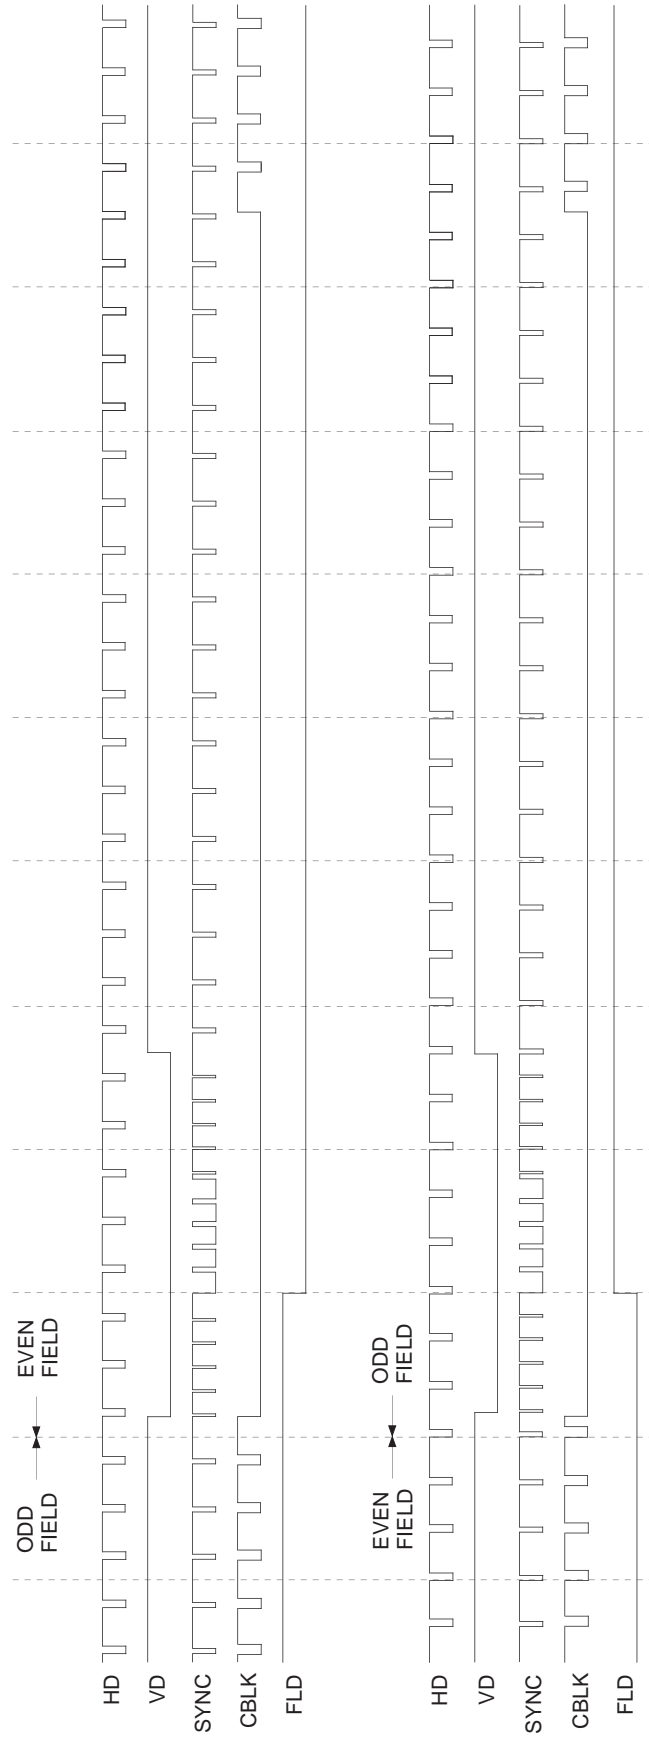 ODD
FIELD
EVEN
FIELD
HD
VD
SYNC
CBLK
FLD
EVEN
FIELD
ODD
FIELD
HD
VD
SYNC
CBLK
FLD